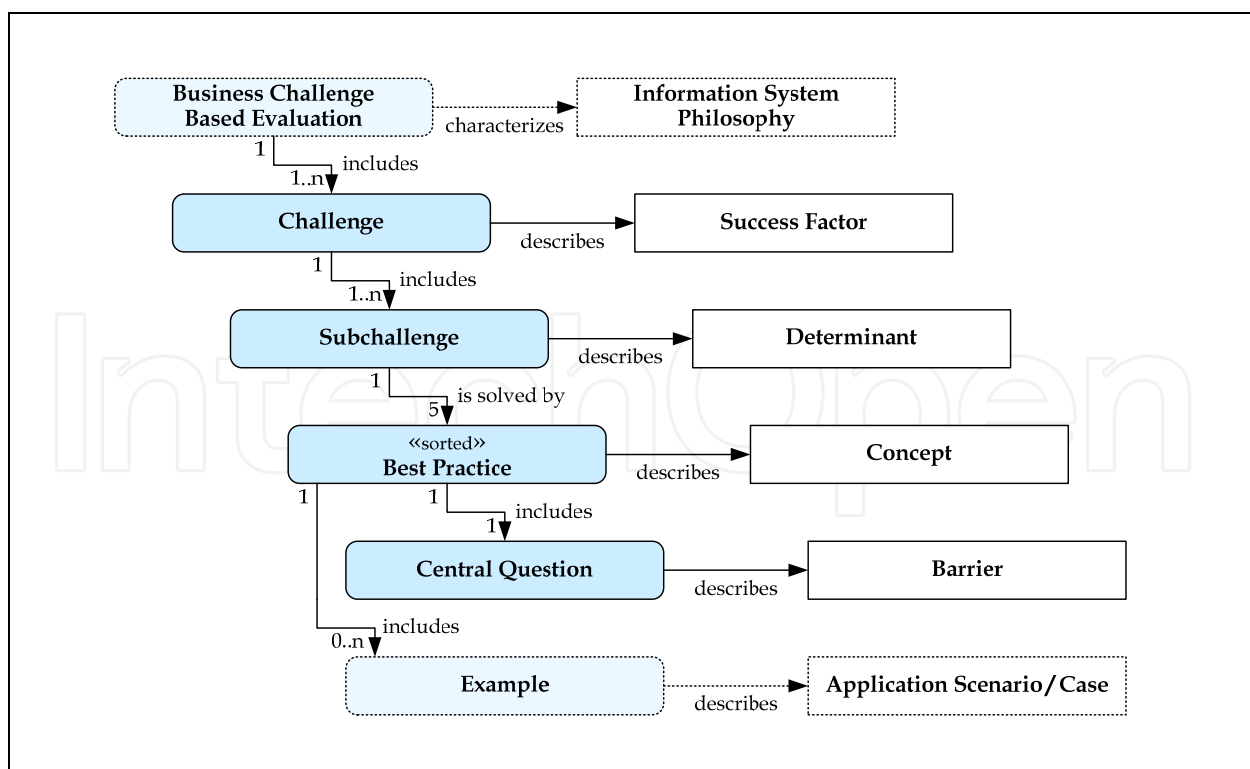 Business Challenge
Based Evaluation
characterizes
Information System
Philosophy
1
includes
1..n
Challenge
describes
Success Factor
1
includes
1..n
Subchallenge
describes
Determinant
1
is solved by
5
«sorted»
Best Practice
describes
Concept
1
1
includes
1
Central Question
describes
Barrier
includes
0..n
Example
describes
Application Scenario/Case
IntechOpen